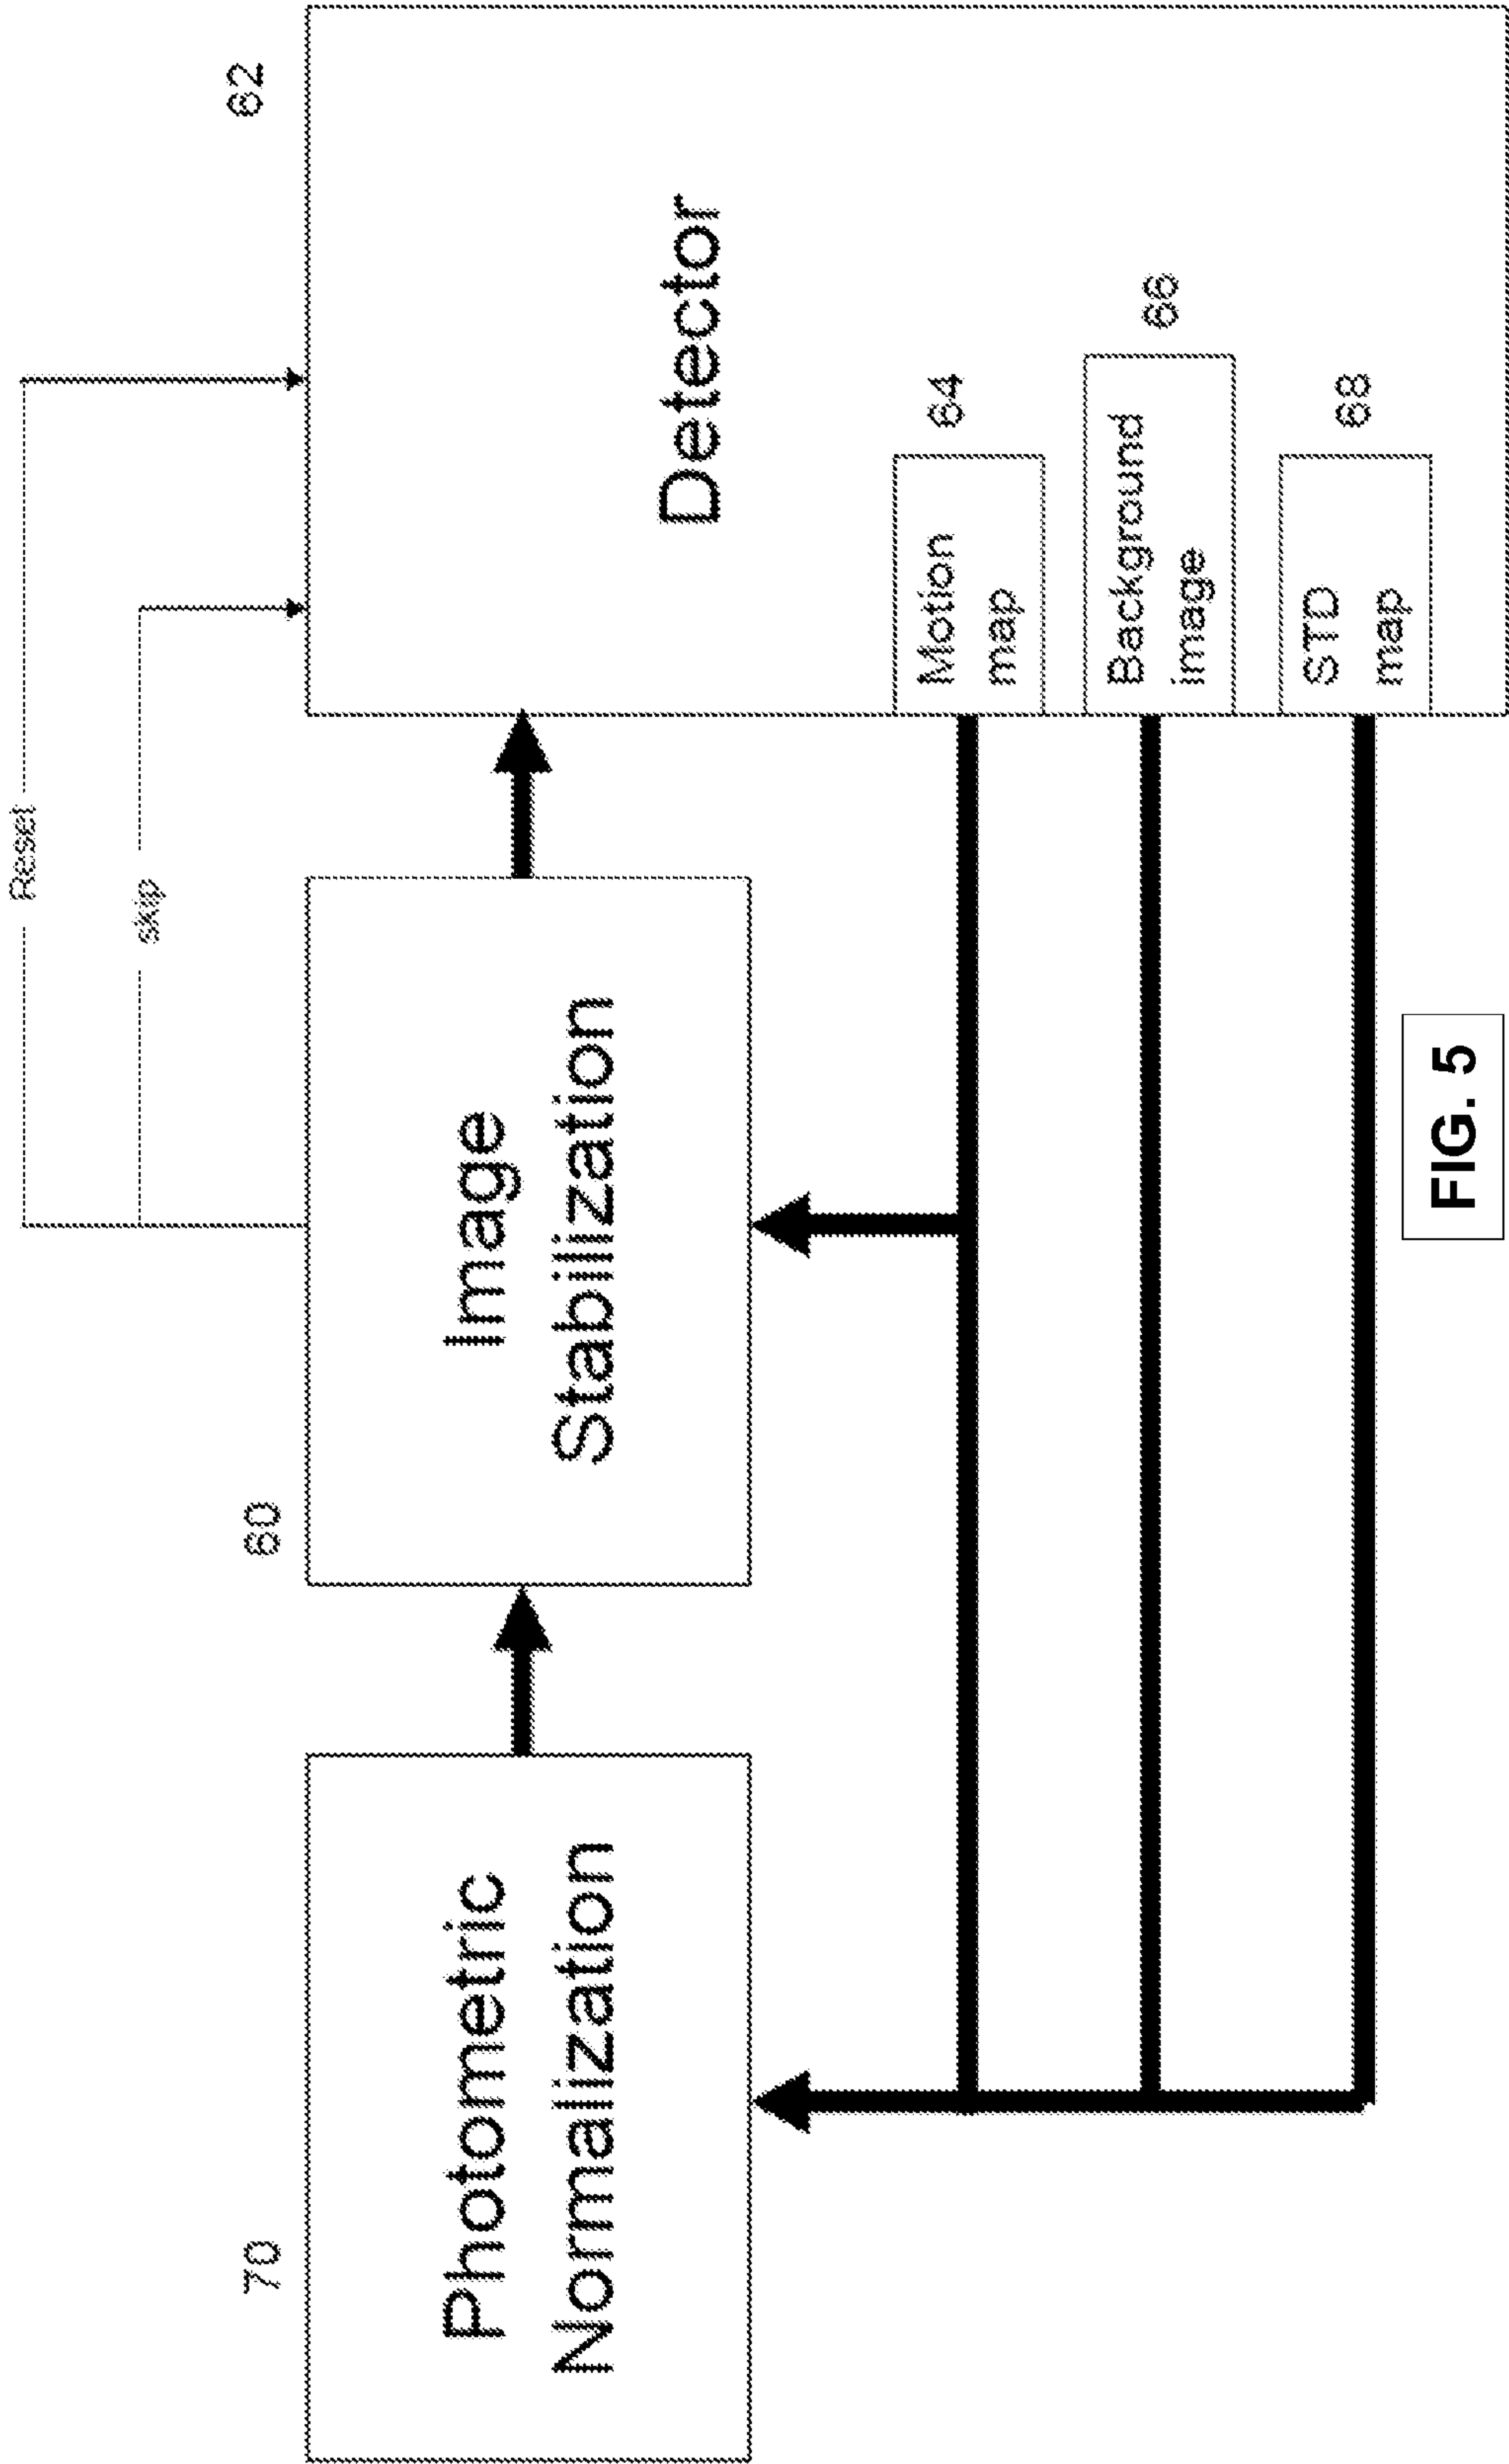 Reset
skip
70
60
62
Photometric
Normalization
Image
Stabilization
Detector
Motion
map
64
Background
image
66
STD
map
68
FIG. 5